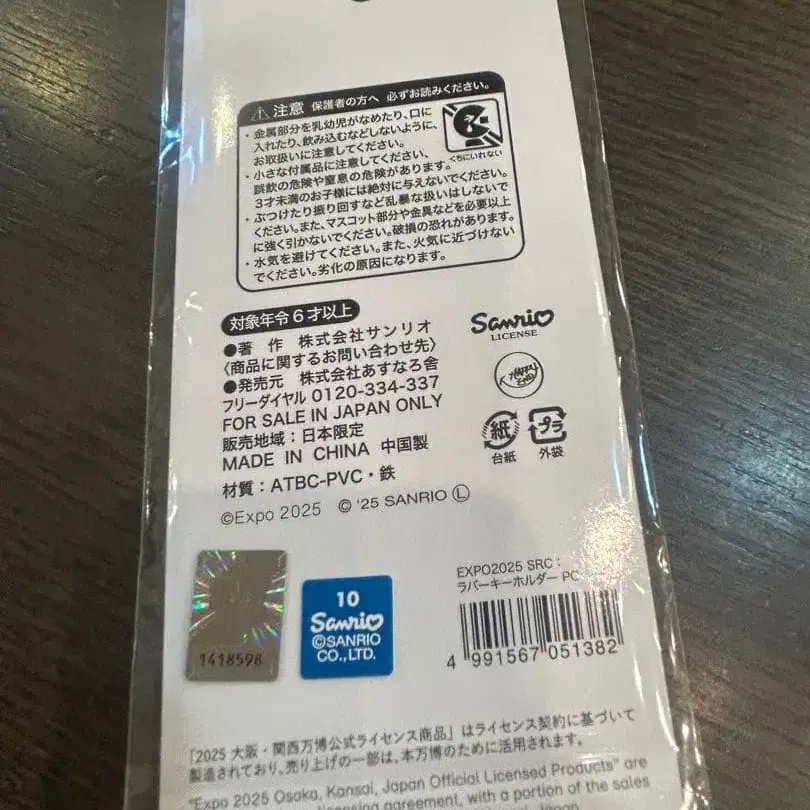 注意 保護者の方へ 必ずお読みください。
・金属部分を乳幼児がなめたり、口に
入れたり、飲み込むなどしないように、
お取扱いに注意してください。
くちにいれない
・小さな付属品に注意してください、
誤飲の危険や窒息の危険があります。
3才未満のお子様には絶対に与えないでください。
・ぶつけたり振り回すなど乱暴な扱いはしないで
ください。また、マスコット部分や金具などを必要以上
に強く引かないでください。破損の恐れがあります。
・水気を避けてください。また、火気に近づけない
でください。劣化の原因になります。
対象年令6才以上
●著 作 株式会社サンリオ
〈商品に関するお問い合わせ先〉
●発売元 株式会社あすなろ舎
フリーダイヤル 0120-334-337
FOR SALE IN JAPAN ONLY
販売地域：日本限定
MADE IN CHINA 中国製
材質：ATBC-PVC・鉄
©Expo 2025 © '25 SANRIO Ⓛ
Sanrio
LICENSE
HAPPY
END
紙
台紙
プラ
外袋
1418598
10
Sanrio
©SANRIO
CO.,LTD.
EXPO2025 SRC：
ラバーキーホルダー PC
4 991567 051382
「2025 大阪・関西万博公式ライセンス商品」はライセンス契約に基づいて
製造されており、売り上げの一部は、本万博のために活用されます。
"Expo 2025 Osaka, Kansai, Japan Official Licensed Products" are
licensing agreement, with a portion of the sales
Japan.